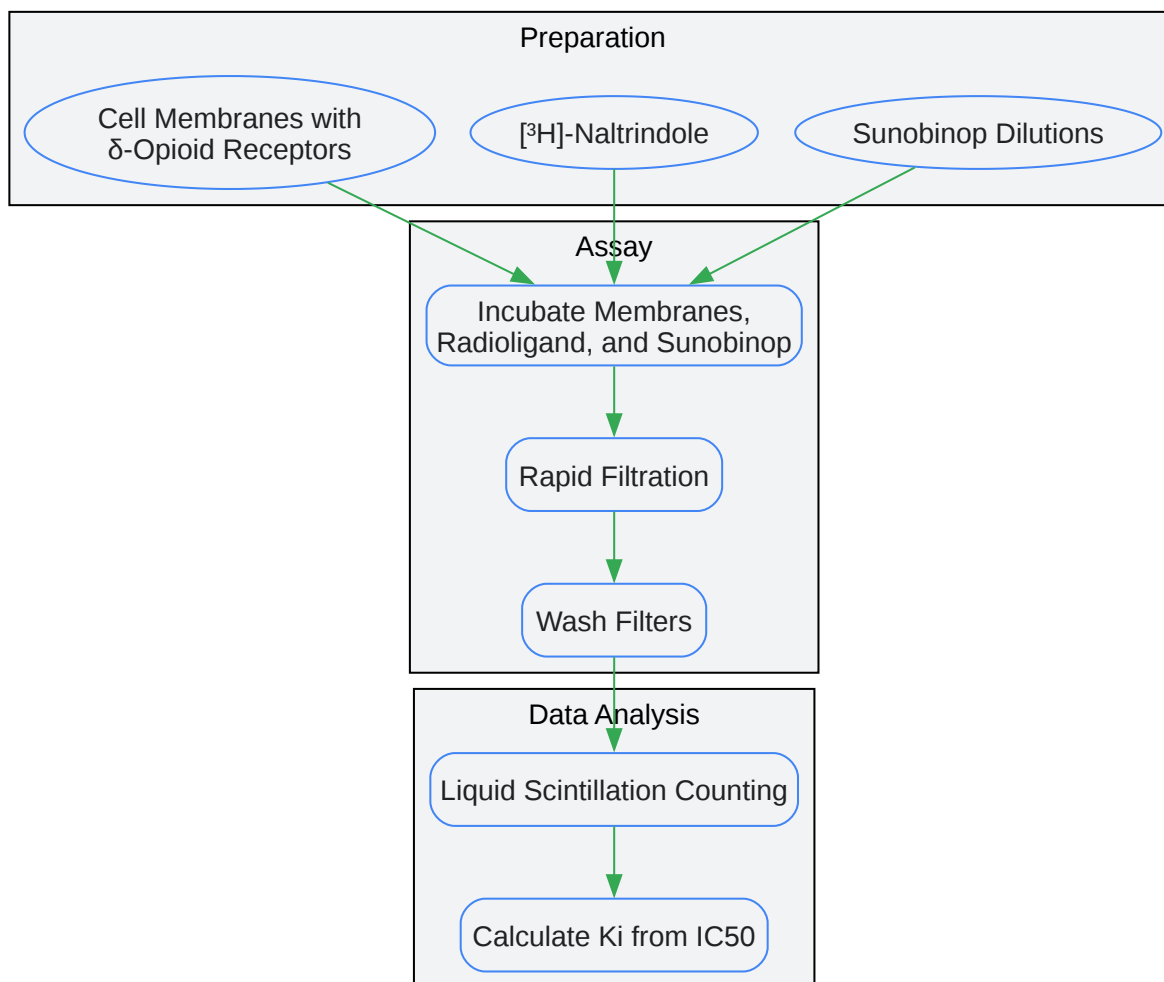 Preparation
Cell Membranes with
δ-Opioid Receptors
[³H]-Naltrindole
Sunobinop Dilutions
Assay
Incubate Membranes,
Radioligand, and Sunobinop
Rapid Filtration
Wash Filters
Data Analysis
Liquid Scintillation Counting
Calculate Ki from IC50